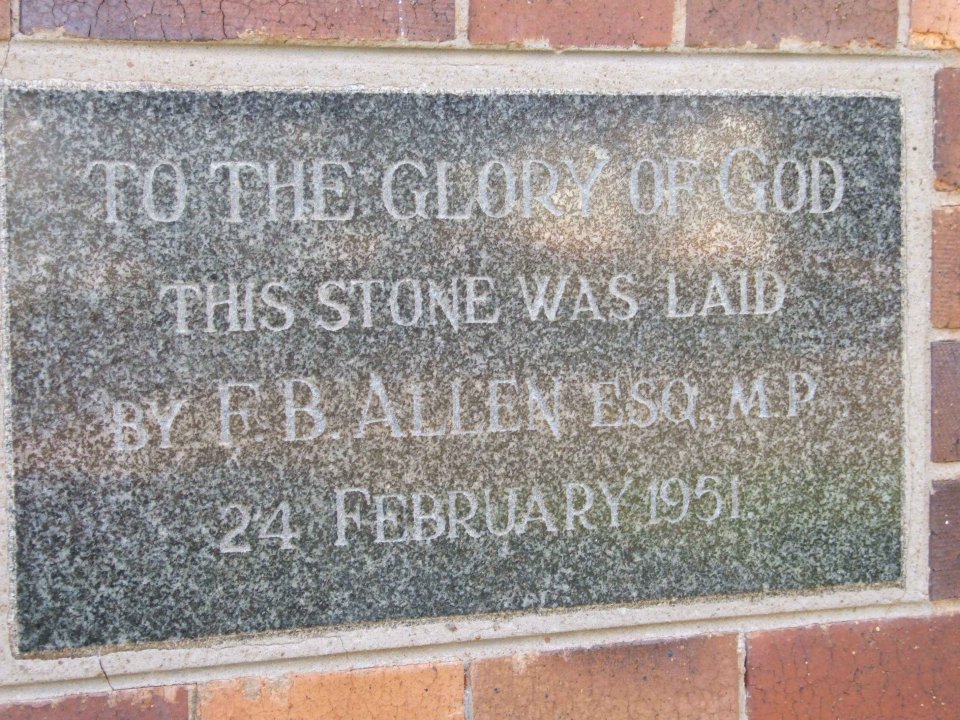 TO THE GLORY OF GOD
THIS STONE WAS LAID
BY F. B. ALLEN ESQ., M.P.
24 FEBRUARY 1951.